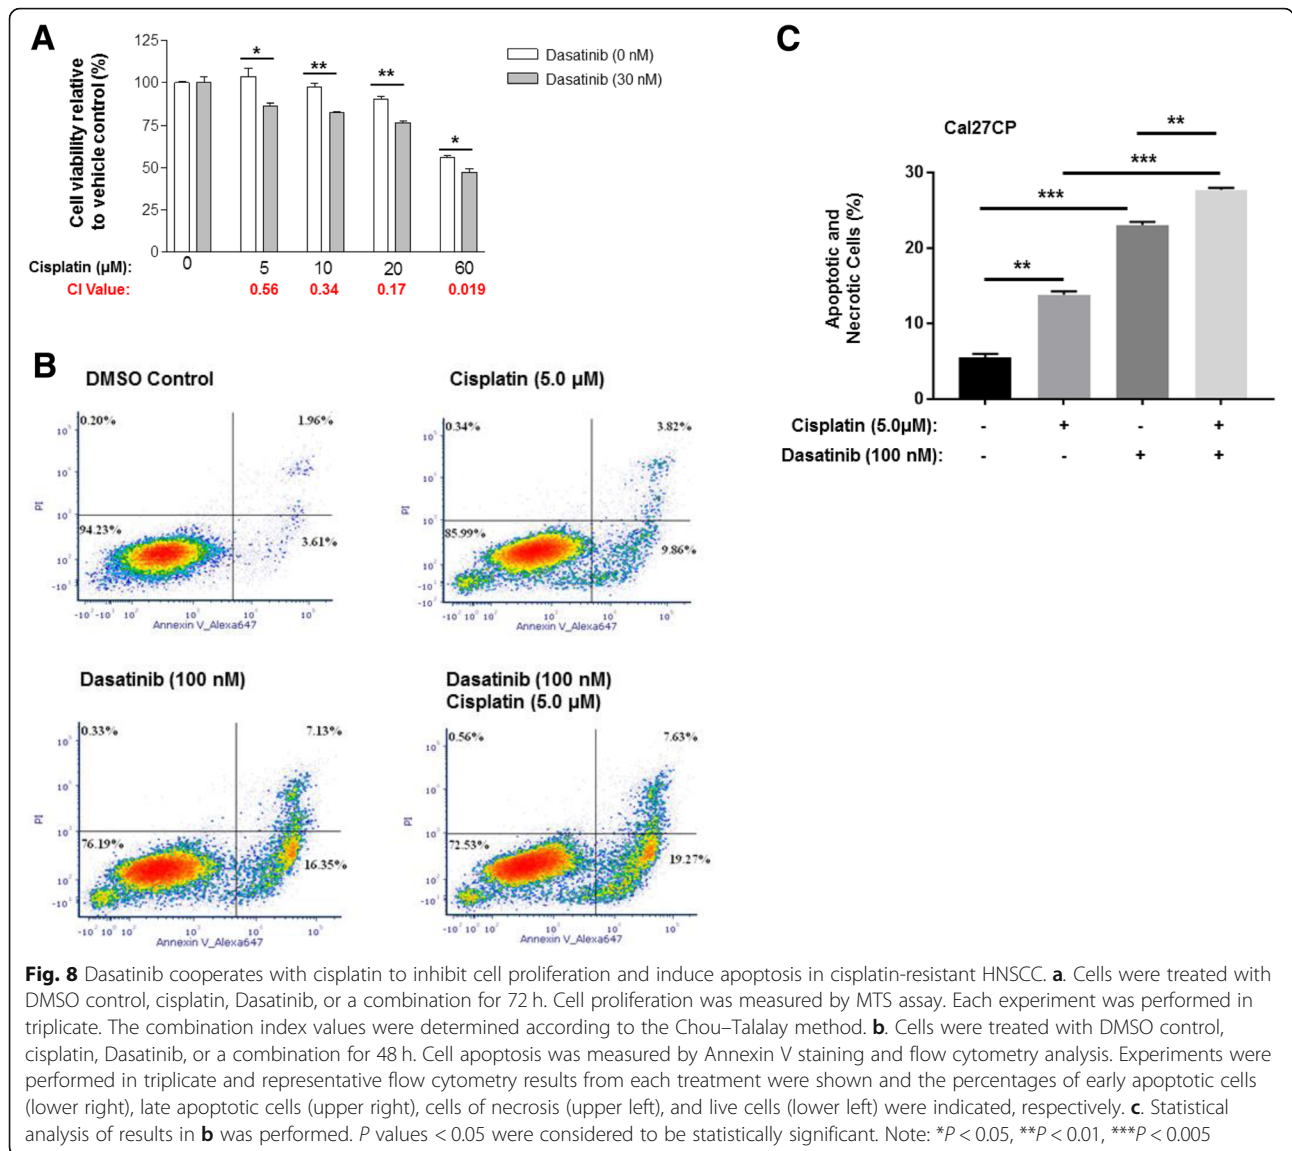 A
125
100
75
50
25
0
Cell viability relative
to vehicle control (%)
*
**
**
*
Dasatinib (0 nM)
Dasatinib (30 nM)
Cisplatin (µM):
0 5 10 20 60
CI Value:
0.56 0.34 0.17 0.019
C
Cal27CP
**
***
***
**
30
20
10
0
Apoptotic and
Necrotic Cells (%)
Cisplatin (5.0µM): - + - +
Dasatinib (100 nM): - - + +
B
DMSO Control
0.20% 1.96%
94.23% 3.61%
PI
Annexin V_Alexa647
Cisplatin (5.0 µM)
0.34% 3.82%
85.99% 9.86%
PI
Annexin V_Alexa647
Dasatinib (100 nM)
0.33% 7.13%
76.19% 16.35%
PI
Annexin V_Alexa647
Dasatinib (100 nM)
Cisplatin (5.0 µM)
0.56% 7.63%
72.53% 19.27%
PI
Annexin V_Alexa647
Fig. 8 Dasatinib cooperates with cisplatin to inhibit cell proliferation and induce apoptosis in cisplatin-resistant HNSCC. a. Cells were treated with
DMSO control, cisplatin, Dasatinib, or a combination for 72 h. Cell proliferation was measured by MTS assay. Each experiment was performed in
triplicate. The combination index values were determined according to the Chou–Talalay method. b. Cells were treated with DMSO control,
cisplatin, Dasatinib, or a combination for 48 h. Cell apoptosis was measured by Annexin V staining and flow cytometry analysis. Experiments were
performed in triplicate and representative flow cytometry results from each treatment were shown and the percentages of early apoptotic cells
(lower right), late apoptotic cells (upper right), cells of necrosis (upper left), and live cells (lower left) were indicated, respectively. c. Statistical
analysis of results in b was performed. P values < 0.05 were considered to be statistically significant. Note: *P < 0.05, **P < 0.01, ***P < 0.005